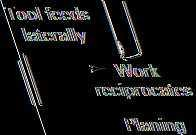 Tool feeds
laterally
Work
reciprocates
Planing